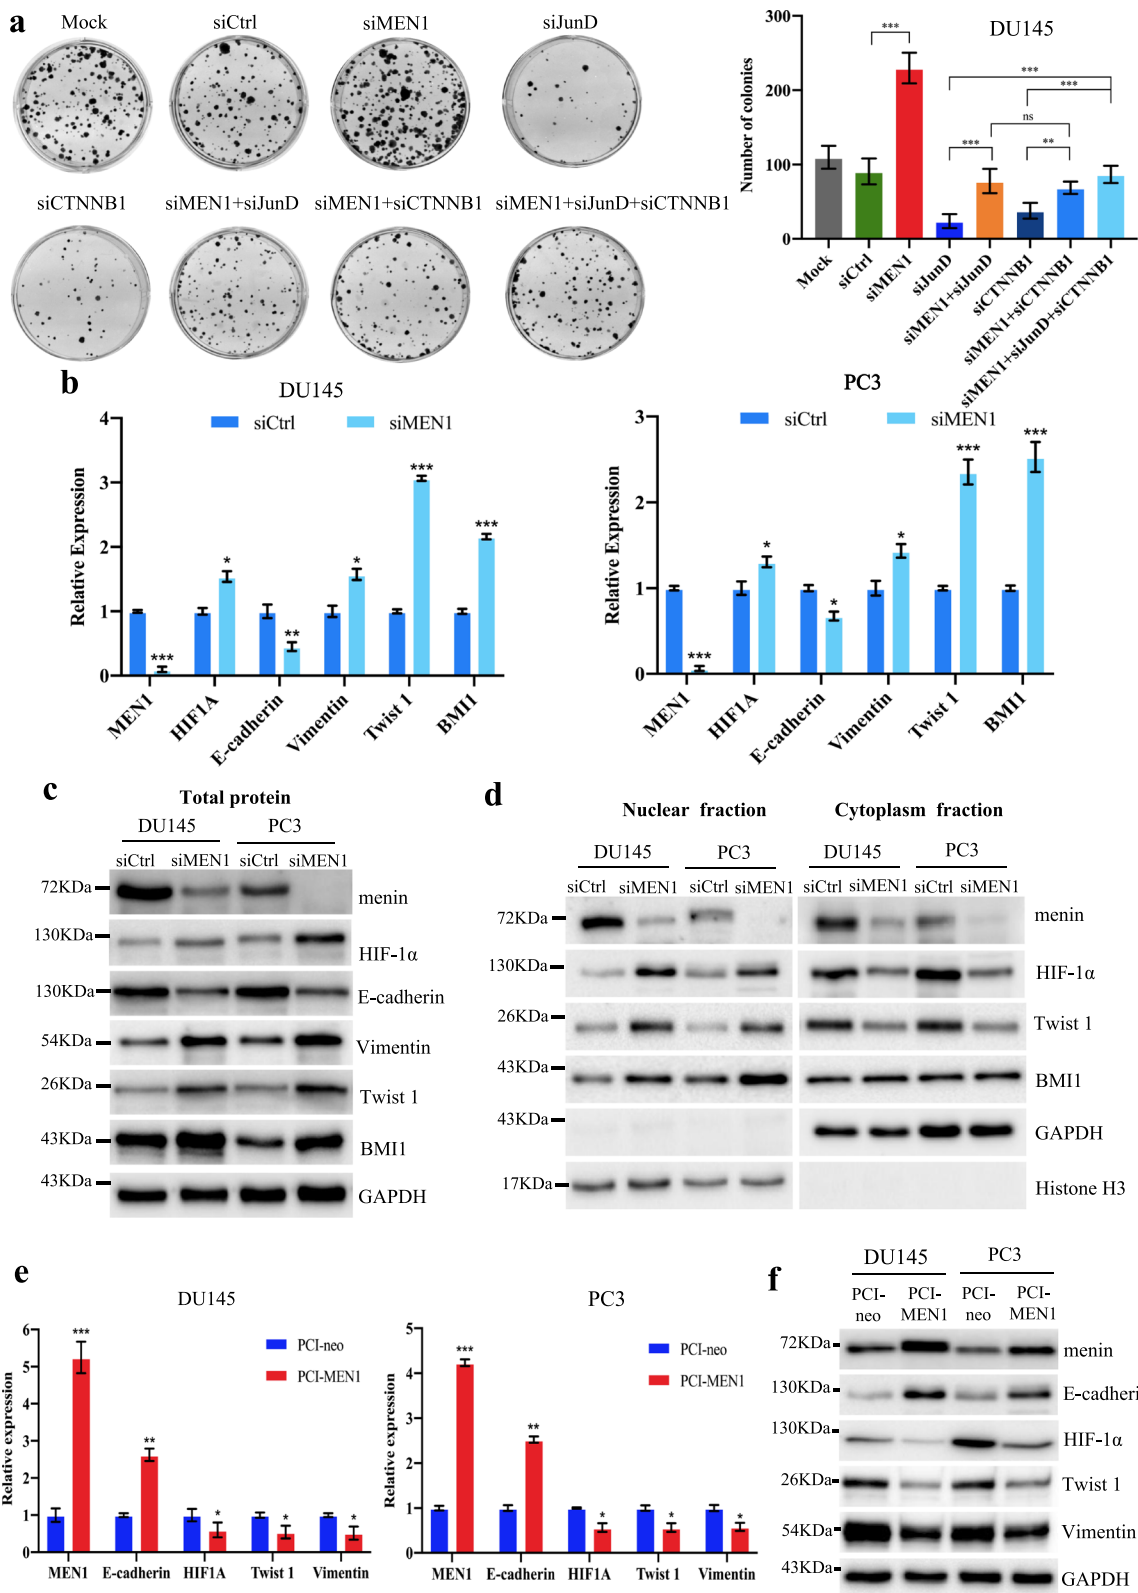 a
Mock
siCtrl
siMEN1
siJunD
siCTNNB1
siMEN1+siJunD
siMEN1+siCTNNB1
siMEN1+siJunD+siCTNNB1
DU145
Number of colonies
300
200
100
0
***
***
***
ns
***
**
Mock
siCtrl
siMEN1
siJunD
siMEN1+siJunD
siCTNNB1
siMEN1+siCTNNB1
siMEN1+siJunD+siCTNNB1
b
DU145
siCtrl
siMEN1
Relative Expression
4
3
2
1
0
***
*
**
*
***
***
MEN1
HIF1A
E-cadherin
Vimentin
Twist 1
BMI1
PC3
siCtrl
siMEN1
Relative Expression
3
2
1
0
***
*
*
*
***
***
MEN1
HIF1A
E-cadherin
Vimentin
Twist 1
BMI1
c
Total protein
DU145 PC3
siCtrl siMEN1 siCtrl siMEN1
72KDa menin
130KDa HIF-1α
130KDa E-cadherin
54KDa Vimentin
26KDa Twist 1
43KDa BMI1
43KDa GAPDH
d
Nuclear fraction Cytoplasm fraction
DU145 PC3 DU145 PC3
siCtrl siMEN1 siCtrl siMEN1 siCtrl siMEN1 siCtrl siMEN1
72KDa menin
130KDa HIF-1α
26KDa Twist 1
43KDa BMI1
43KDa GAPDH
17KDa Histone H3
e
DU145
PCI-neo
PCI-MEN1
Relative expression
6
5
4
3
2
1
0
***
**
*
*
*
MEN1 E-cadherin HIF1A Twist 1 Vimentin
PC3
PCI-neo
PCI-MEN1
Relative expression
5
4
3
2
1
0
***
**
*
*
*
MEN1 E-cadherin HIF1A Twist 1 Vimentin
f
DU145 PC3
PCI- PCI- PCI- PCI-
neo MEN1 neo MEN1
72KDa menin
130KDa E-cadheri
130KDa HIF-1α
26KDa Twist 1
54KDa Vimentin
43KDa GAPDH